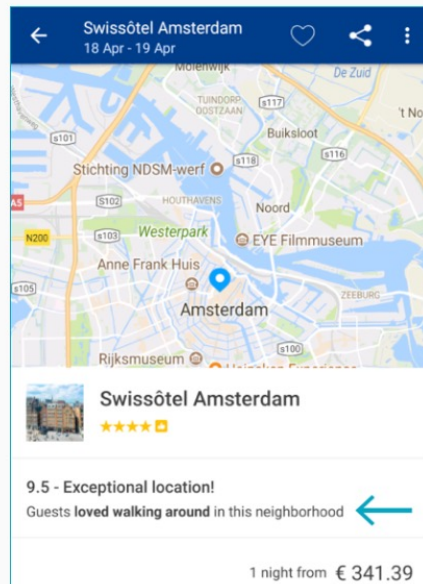 Swissôtel Amsterdam
18 Apr - 19 Apr
Molenwijk
De Zuid
TUINDORP
OOSTZAAN
s117
't No
s101
Buiksloot
s118
s116
Stichting NDSM-werf
A5
S102
HOUTHAVENS
Noord
N200
s103
Westerpark
EYE Filmmuseum
Anne Frank Huis
s105
ZEEBURG
Amsterdam
s100
Rijksmuseum
Heineken Experience
Swissôtel Amsterdam
9.5 - Exceptional location!
Guests loved walking around in this neighborhood
1 night from € 341.39